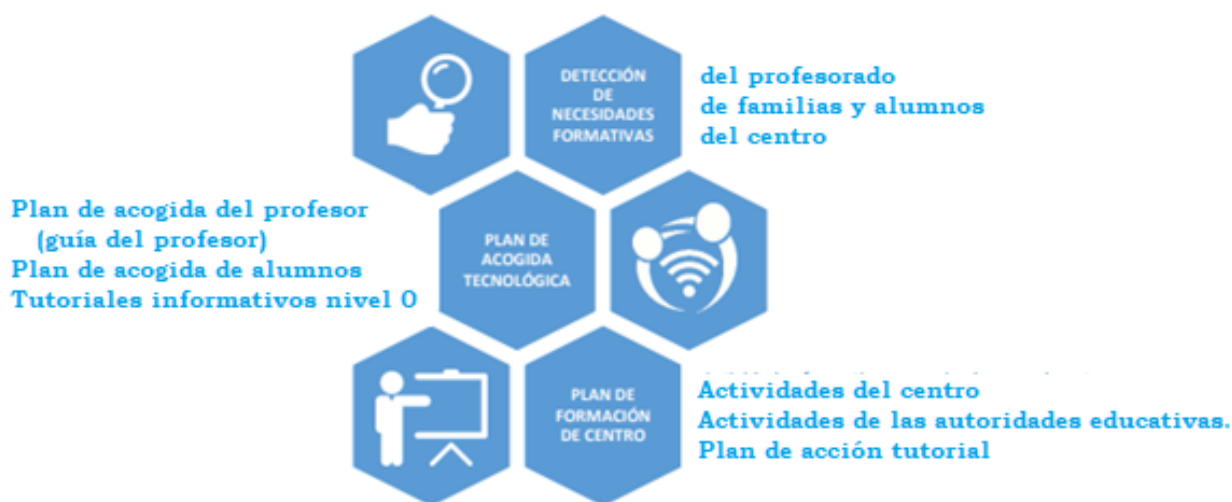 DETECCIÓN
DE
NECESIDADES
FORMATIVAS
del profesorado
de familias y alumnos
del centro
Plan de acogida del profesor
(guía del profesor)
Plan de acogida de alumnos
Tutoriales informativos nivel 0
PLAN DE
ACOGIDA
TECNOLÓGICA
PLAN DE
FORMACIÓN
DE CENTRO
Actividades del centro
Actividades de las autoridades educativas.
Plan de acción tutorial